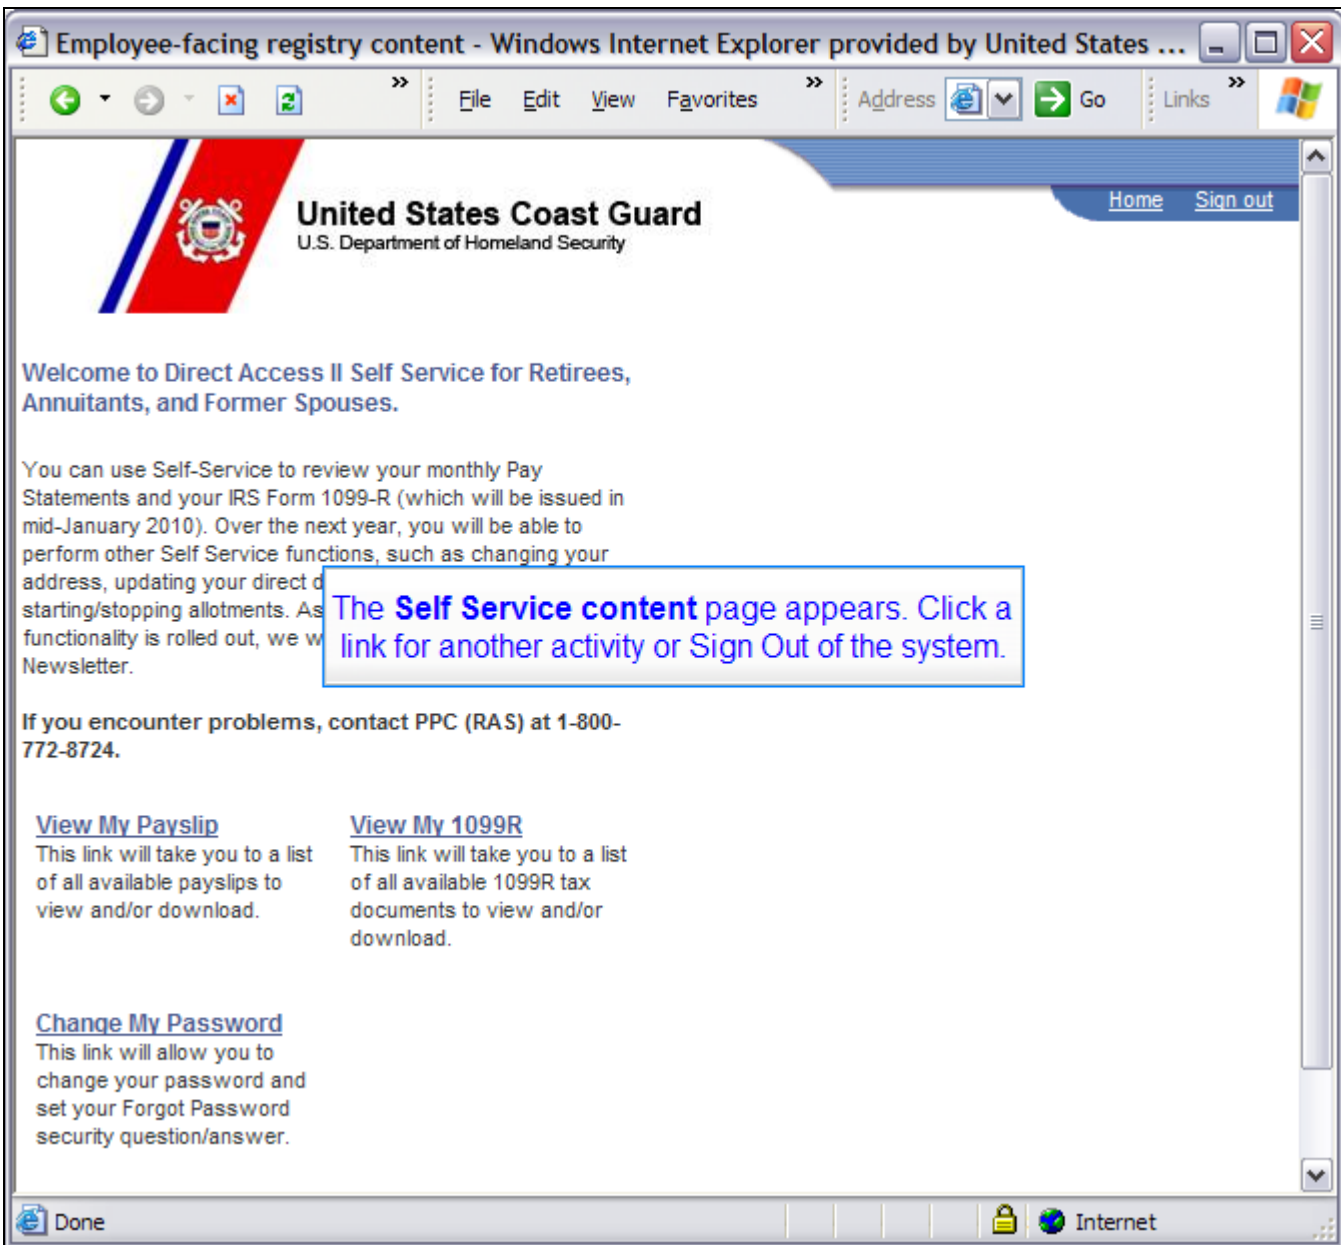 Employee-facing registry content - Windows Internet Explorer provided by United States ...
» File Edit View Favorites » Address Go Links »
Home Sign out
United States Coast Guard
U.S. Department of Homeland Security
Welcome to Direct Access II Self Service for Retirees,
Annuitants, and Former Spouses.
You can use Self-Service to review your monthly Pay
Statements and your IRS Form 1099-R (which will be issued in
mid-January 2010). Over the next year, you will be able to
perform other Self Service functions, such as changing your
address, updating your direct
starting/stopping allotments. As
functionality is rolled out, we
Newsletter.
The Self Service content page appears. Click a
link for another activity or Sign Out of the system.
If you encounter problems, contact PPC (RAS) at 1-800-
772-8724.
View My Payslip
This link will take you to a list
of all available payslips to
view and/or download.
View My 1099R
This link will take you to a list
of all available 1099R tax
documents to view and/or
download.
Change My Password
This link will allow you to
change your password and
set your Forgot Password
security question/answer.
Done Internet